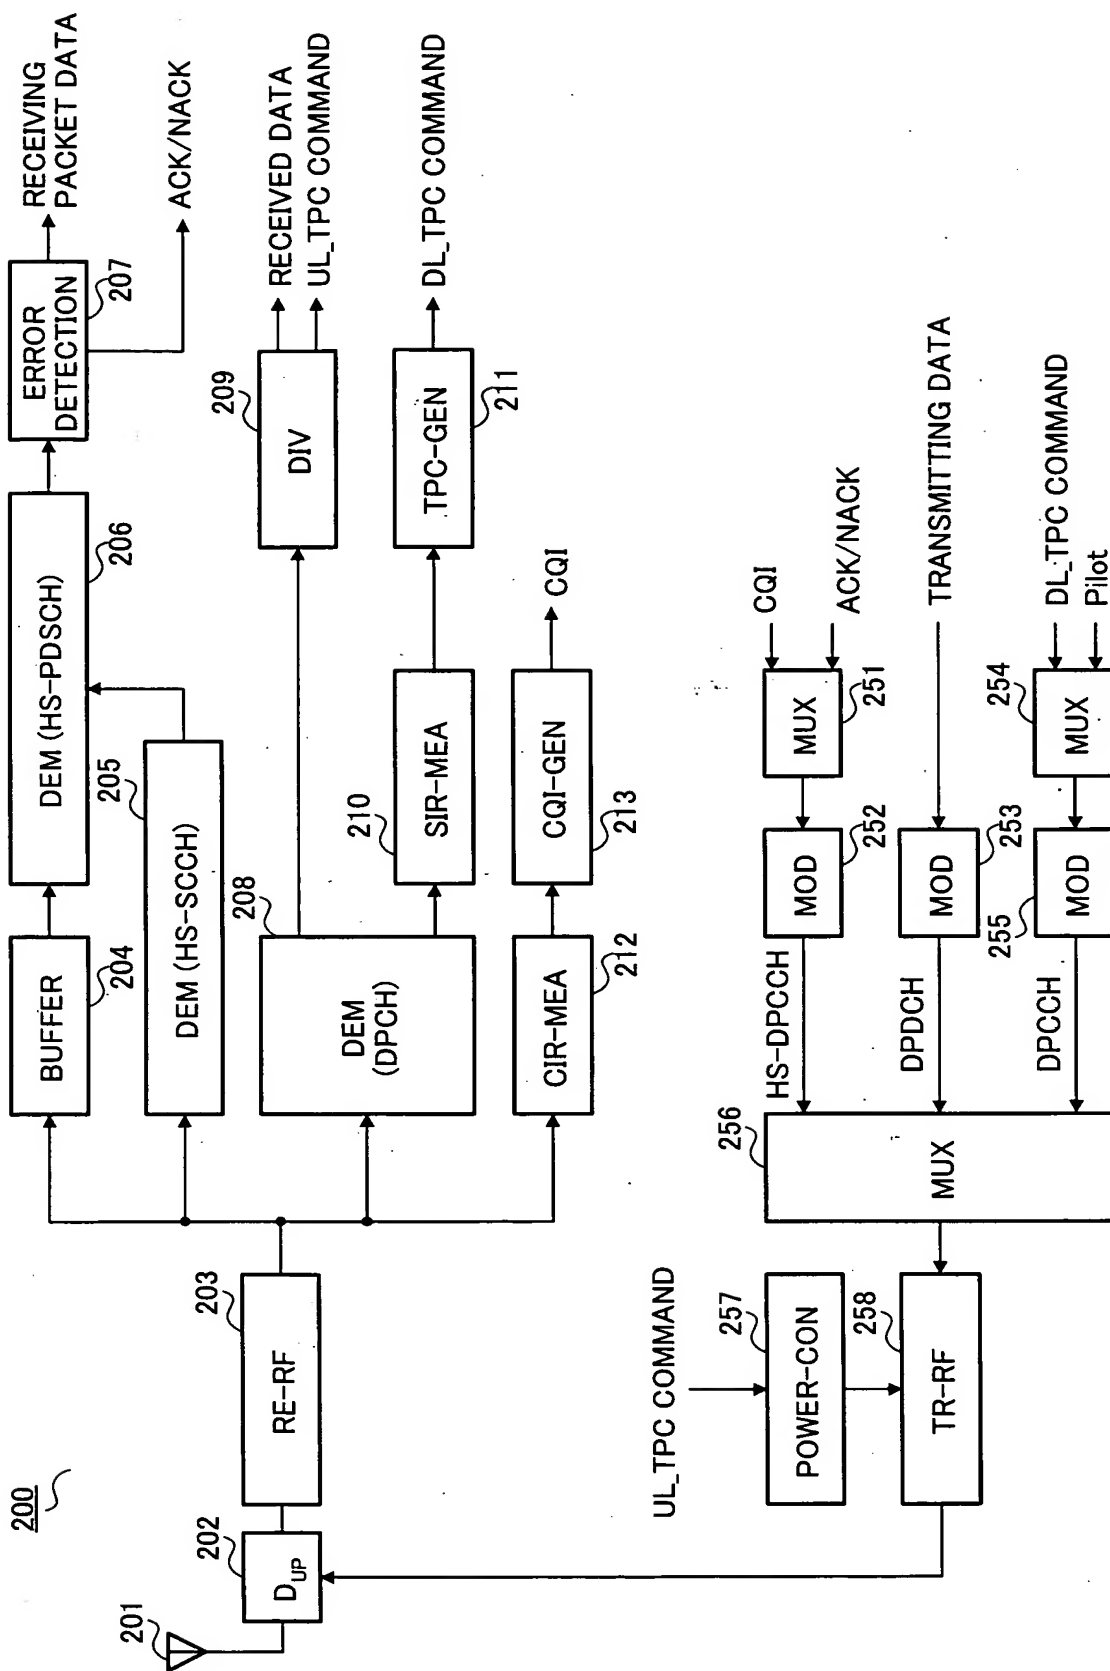 200
201
202
D_UP
203
RE-RF
204
BUFFER
205
DEM (HS-SCCH)
206
DEM (HS-PDSCH)
207
ERROR
DETECTION
RECEIVING
PACKET DATA
ACK/NACK
208
DEM
(DPCH)
209
DIV
RECEIVED DATA
UL_TPC COMMAND
210
SIR-MEA
211
TPC-GEN
DL_TPC COMMAND
212
CIR-MEA
213
CQI-GEN
CQI
UL_TPC COMMAND
257
POWER-CON
258
TR-RF
256
MUX
HS-DPCCH
252
MOD
251
MUX
CQI
ACK/NACK
DPDCH
253
MOD
TRANSMITTING DATA
DPCCH
255
MOD
254
MUX
DL_TPC COMMAND
Pilot